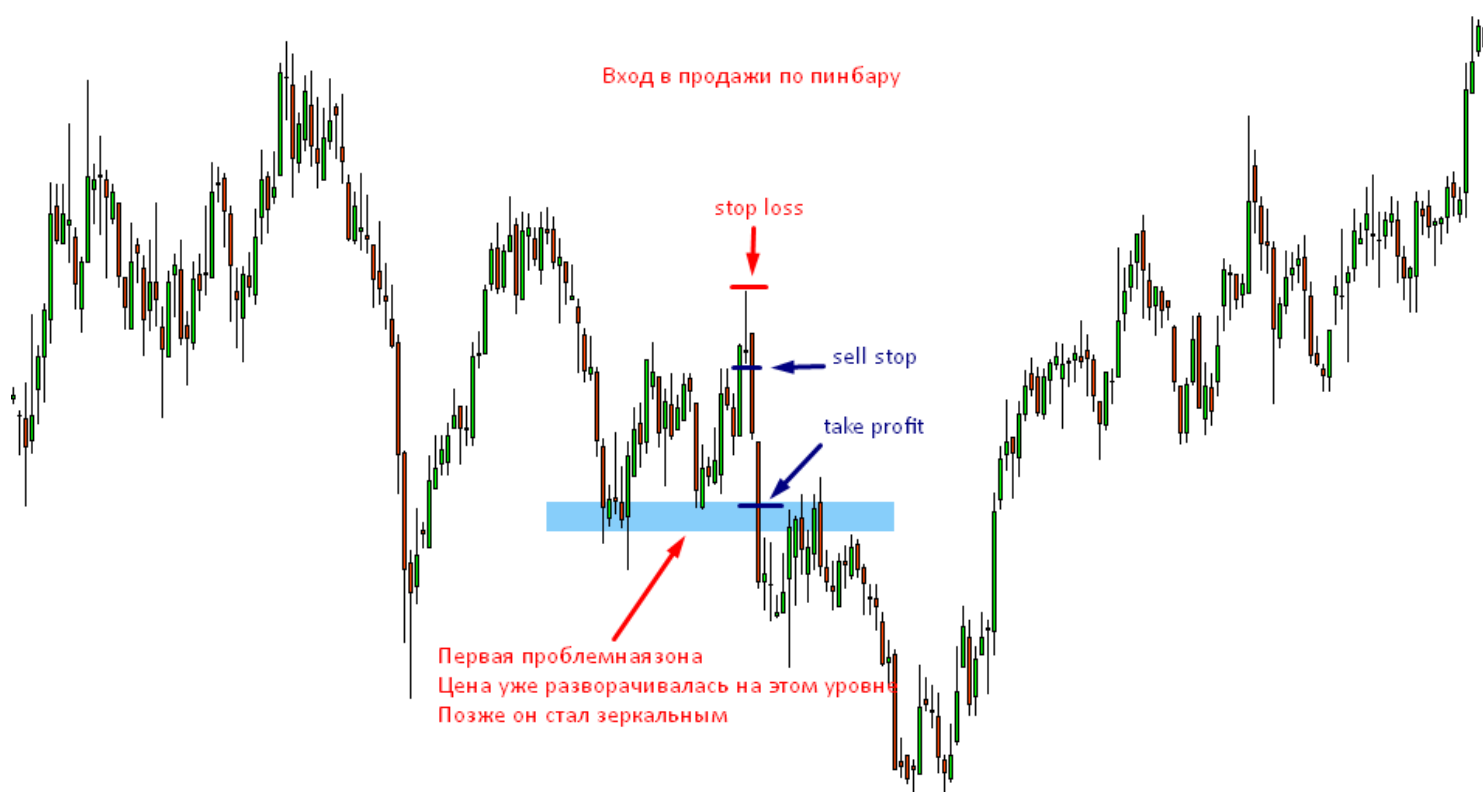 Вход в продажи по пинбару
stop loss
sell stop
take profit
Первая проблемнаязона
Цена уже разворачивалась на этом уровне
Позже он стал зеркальным